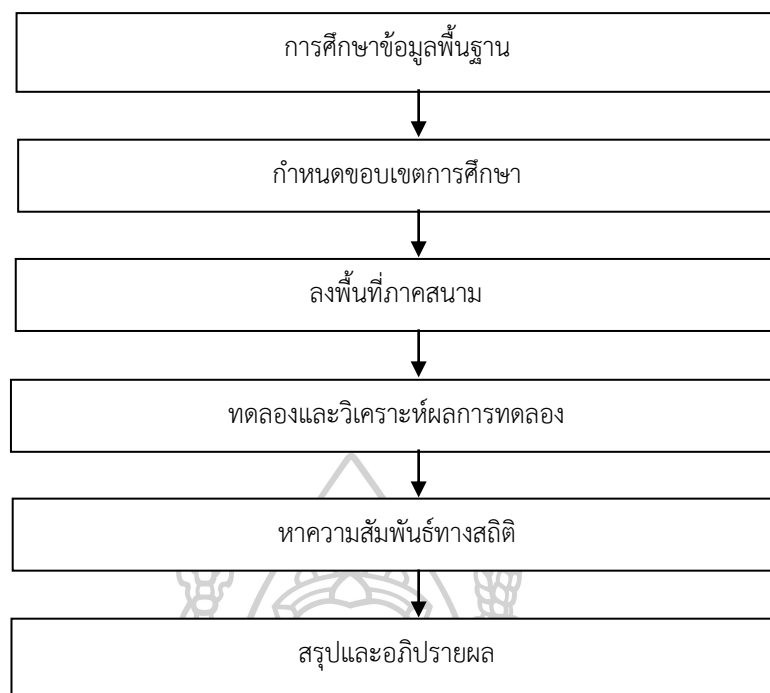 การศึกษาข้อมูลพื้นฐาน
กำหนดขอบเขตการศึกษา
ลงพื้นที่ภาคสนาม
ทดลองและวิเคราะห์ผลการทดลอง
หาความสัมพันธ์ทางสถิติ
สรุปและอภิปรายผล